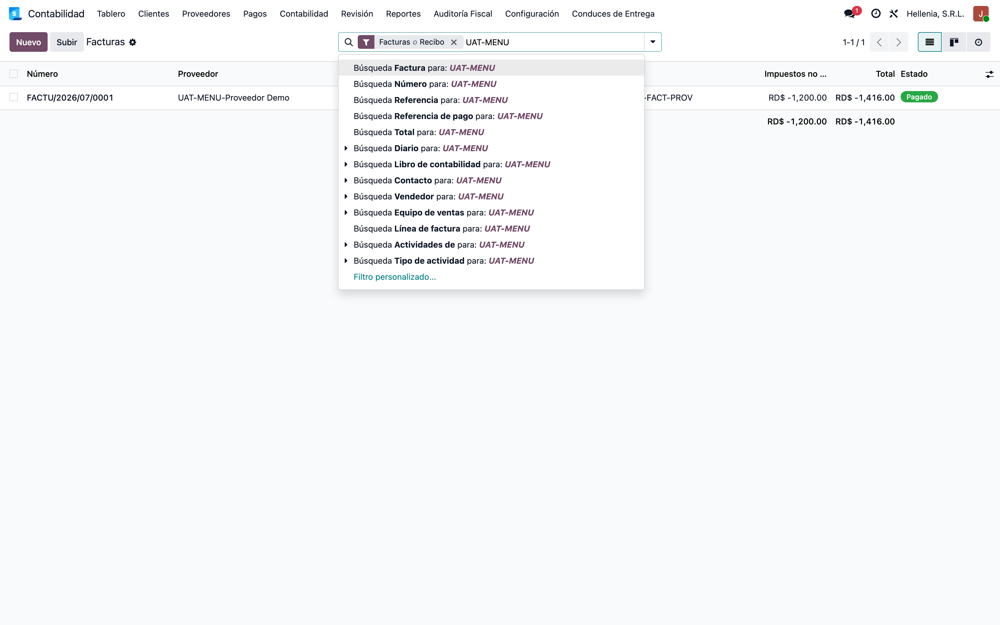 Contabilidad Tablero Clientes Proveedores Pagos Contabilidad Revisión Reportes Auditoría Fiscal Configuración Conduces de Entrega 1 Hellenia, S.R.L. J
Nuevo Subir Facturas Facturas o Recibo UAT-MENU 1-1 / 1
Número Proveedor Impuestos no ... Total Estado
FACTU/2026/07/0001 UAT-MENU-Proveedor Demo -FACT-PROV RD$ -1,200.00 RD$ -1,416.00 Pagado
RD$ -1,200.00 RD$ -1,416.00
Búsqueda Factura para: UAT-MENU
Búsqueda Número para: UAT-MENU
Búsqueda Referencia para: UAT-MENU
Búsqueda Referencia de pago para: UAT-MENU
Búsqueda Total para: UAT-MENU
Búsqueda Diario para: UAT-MENU
Búsqueda Libro de contabilidad para: UAT-MENU
Búsqueda Contacto para: UAT-MENU
Búsqueda Vendedor para: UAT-MENU
Búsqueda Equipo de ventas para: UAT-MENU
Búsqueda Línea de factura para: UAT-MENU
Búsqueda Actividades de para: UAT-MENU
Búsqueda Tipo de actividad para: UAT-MENU
Filtro personalizado...